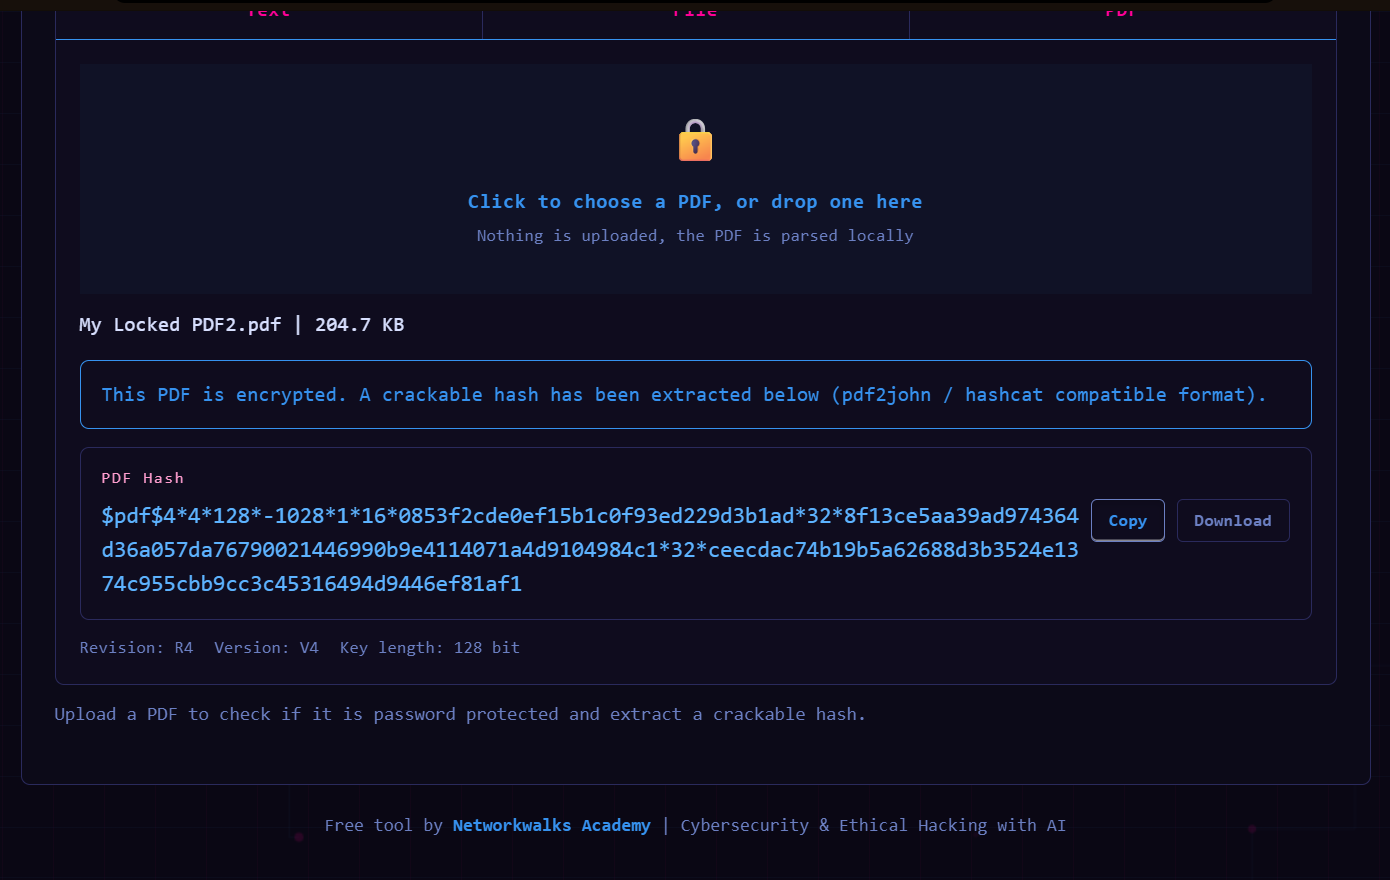 Text File PDF
Click to choose a PDF, or drop one here
Nothing is uploaded, the PDF is parsed locally
My Locked PDF2.pdf | 204.7 KB
This PDF is encrypted. A crackable hash has been extracted below (pdf2john / hashcat compatible format).
PDF Hash
$pdf$4*4*128*-1028*1*16*0853f2cde0ef15b1c0f93ed229d3b1ad*32*8f13ce5aa39ad974364
d36a057da76790021446990b9e4114071a4d9104984c1*32*ceecdac74b19b5a62688d3b3524e13
74c955cbb9cc3c45316494d9446ef81af1
Copy Download
Revision: R4 Version: V4 Key length: 128 bit
Upload a PDF to check if it is password protected and extract a crackable hash.
Free tool by Networkwalks Academy | Cybersecurity & Ethical Hacking with AI